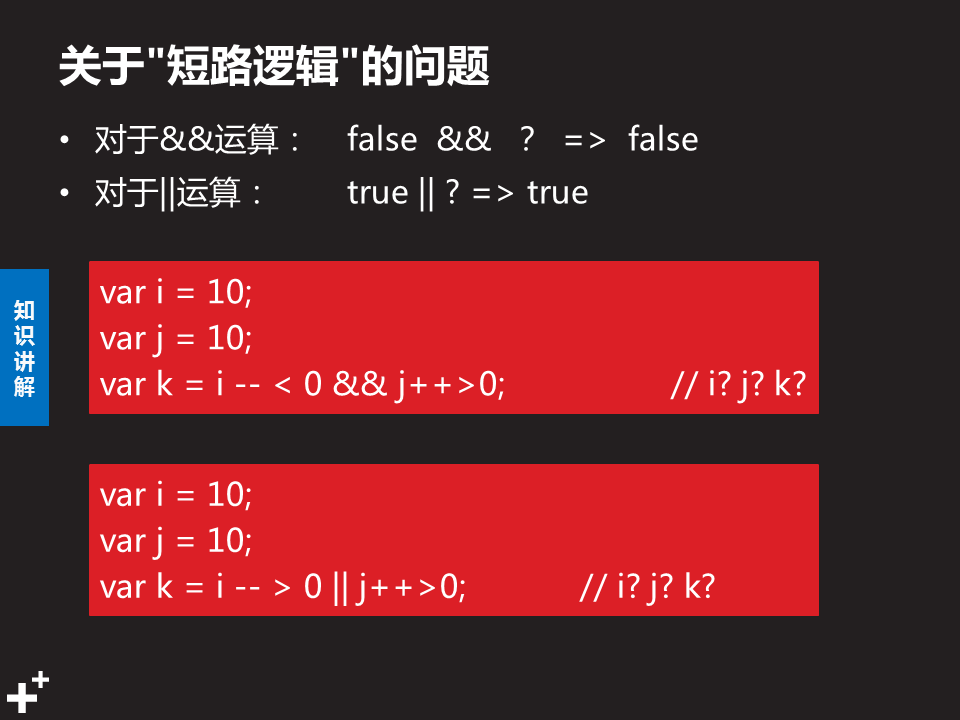 关于"短路逻辑"的问题
• 对于&&运算： false && ? => false
• 对于||运算： true || ? => true
知识讲解
var i = 10;
var j = 10;
var k = i -- < 0 && j++>0; // i? j? k?
var i = 10;
var j = 10;
var k = i -- > 0 || j++>0; // i? j? k?